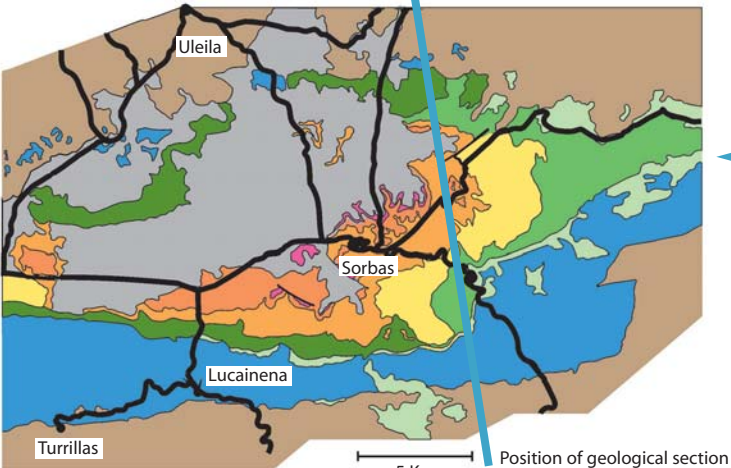 Uleila
Sorbas
Lucainena
Turrillas
Position of geological section